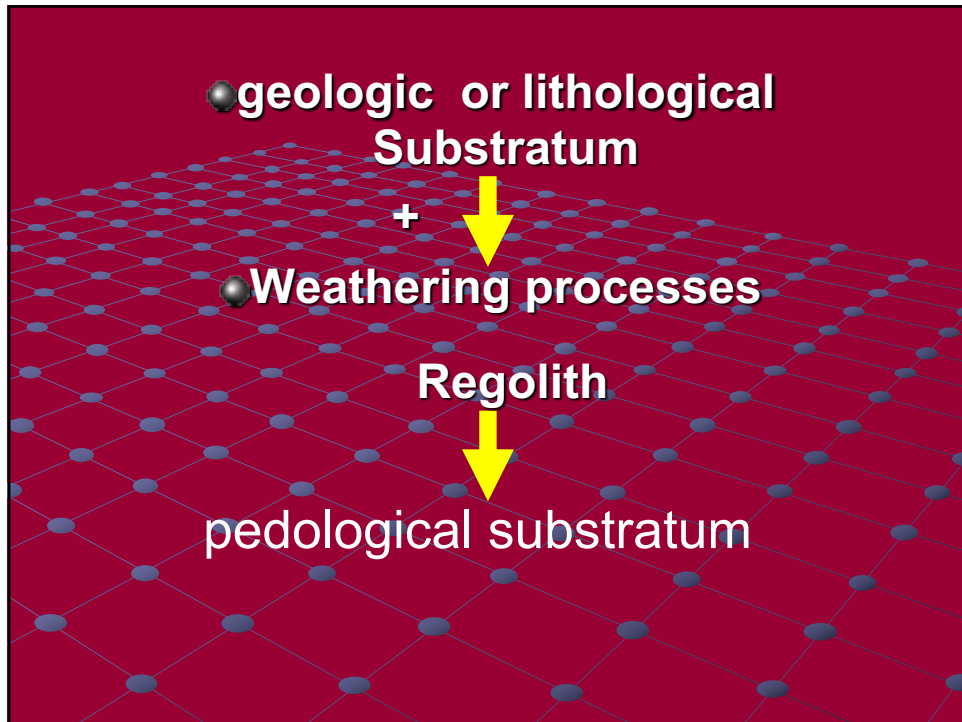 geologic or lithological
Substratum
+
Weathering processes
Regolith
pedological substratum